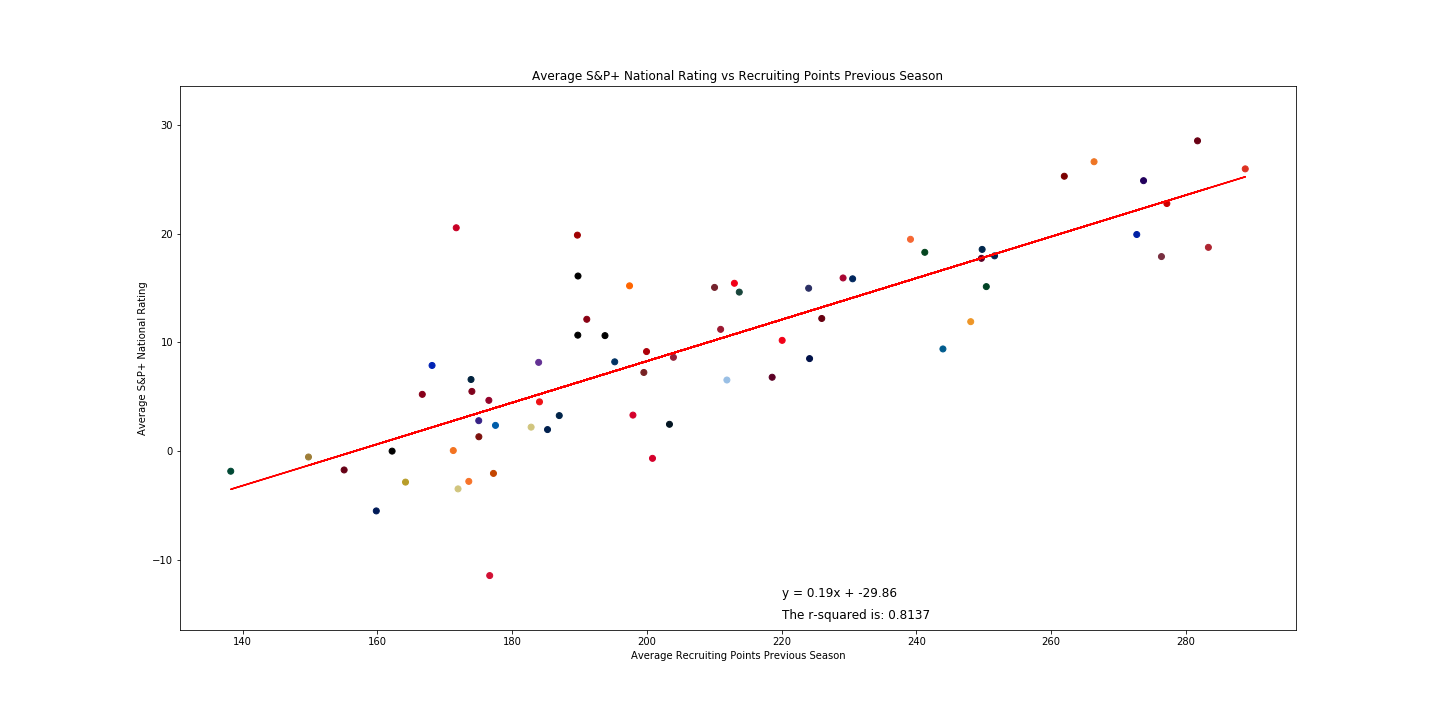 Average S&P+ National Rating vs Recruiting Points Previous Season
Average S&P+ National Rating
30
20
10
0
−10
y = 0.19x + -29.86
The r-squared is: 0.8137
140 160 180 200 220 240 260 280
Average Recruiting Points Previous Season